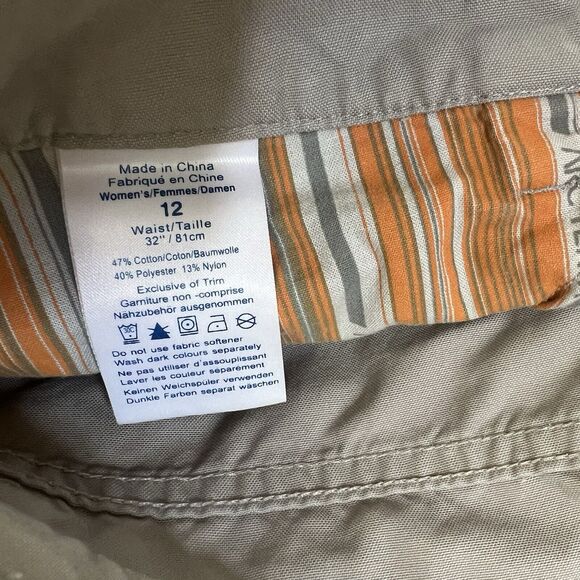 Made in China
Fabriqué en Chine
Women's/Femmes/Damen
12
Waist/Taille
32" / 81cm
47% Cotton/Coton/Baumwolle
40% Polyester 13% Nylon
Exclusive of Trim
Garniture non -comprise
Nahzubehör ausgenommen
Do not use fabric softener
Wash dark colours separately
Ne pas utiliser d'assouplissant
Laver les couleur séparement
Keinen Weichspüler verwenden
Dunkle Farben separat wäschen